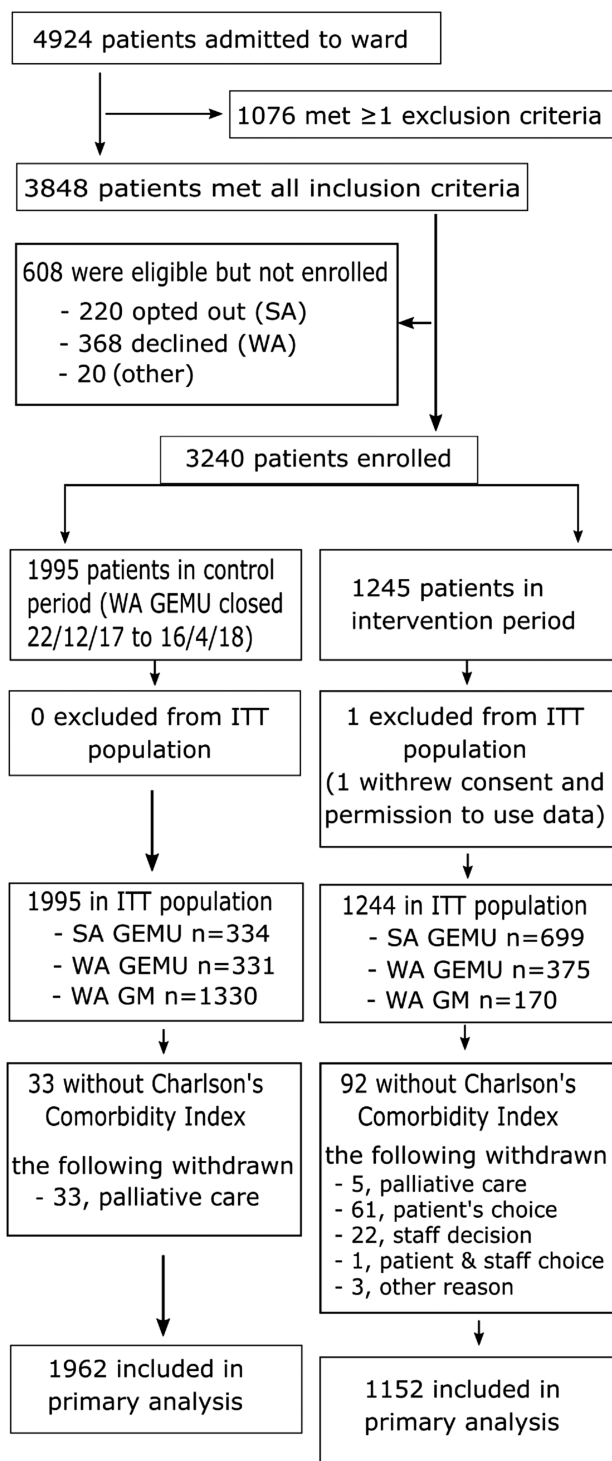 4924 patients admitted to ward
1076 met ≥1 exclusion criteria
3848 patients met all inclusion criteria
608 were eligible but not enrolled
- 220 opted out (SA)
- 368 declined (WA)
- 20 (other)
3240 patients enrolled
1995 patients in control
period (WA GEMU closed
22/12/17 to 16/4/18)
1245 patients in
intervention period
0 excluded from ITT
population
1 excluded from ITT
population
(1 withrew consent and
permission to use data)
1995 in ITT population
- SA GEMU n=334
- WA GEMU n=331
- WA GM n=1330
1244 in ITT population
- SA GEMU n=699
- WA GEMU n=375
- WA GM n=170
33 without Charlson's
Comorbidity Index
the following withdrawn
- 33, palliative care
92 without Charlson's
Comorbidity Index
the following withdrawn
- 5, palliative care
- 61, patient's choice
- 22, staff decision
- 1, patient & staff choice
- 3, other reason
1962 included in
primary analysis
1152 included in
primary analysis